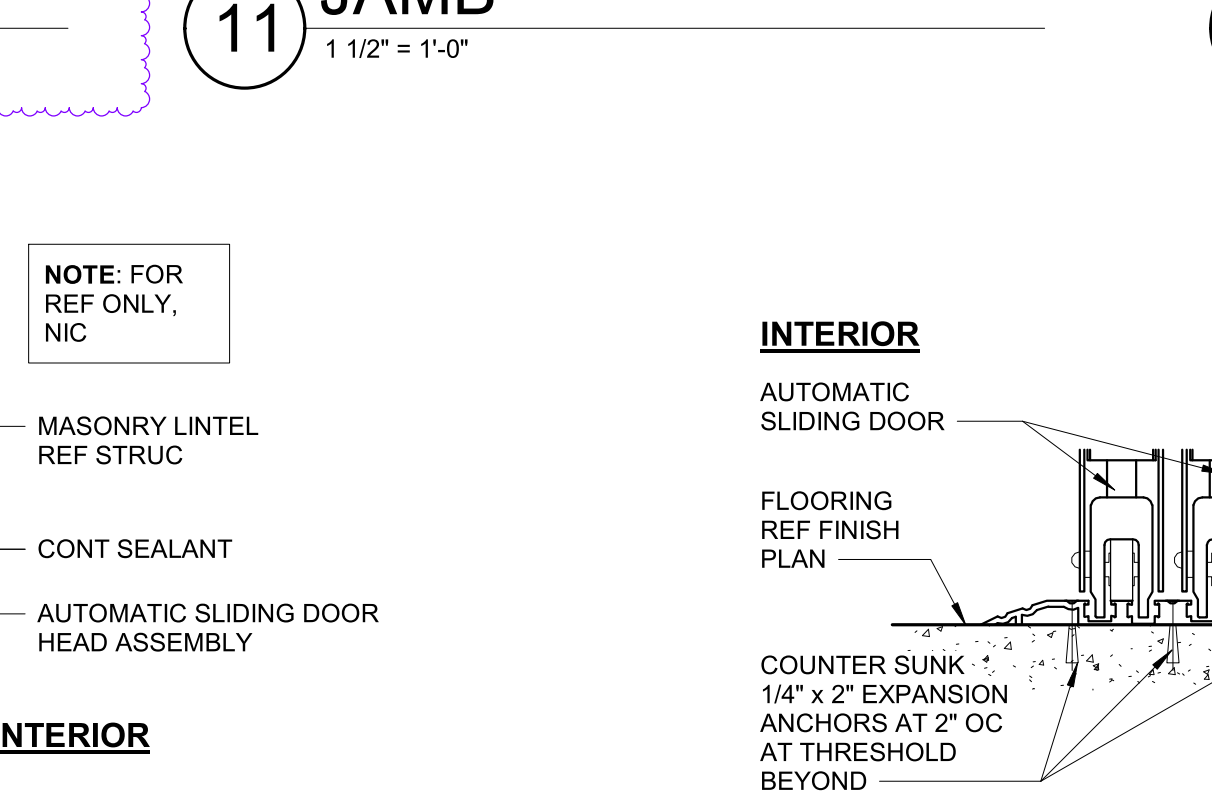 11
JAMB
1 1/2" = 1'-0"
NOTE: FOR
REF ONLY,
NIC
MASONRY LINTEL
REF STRUC
CONT SEALANT
AUTOMATIC SLIDING DOOR
HEAD ASSEMBLY
NTERIOR
INTERIOR
AUTOMATIC
SLIDING DOOR
FLOORING
REF FINISH
PLAN
COUNTER SUNK
1/4" x 2" EXPANSION
ANCHORS AT 2" OC
AT THRESHOLD
BEYOND